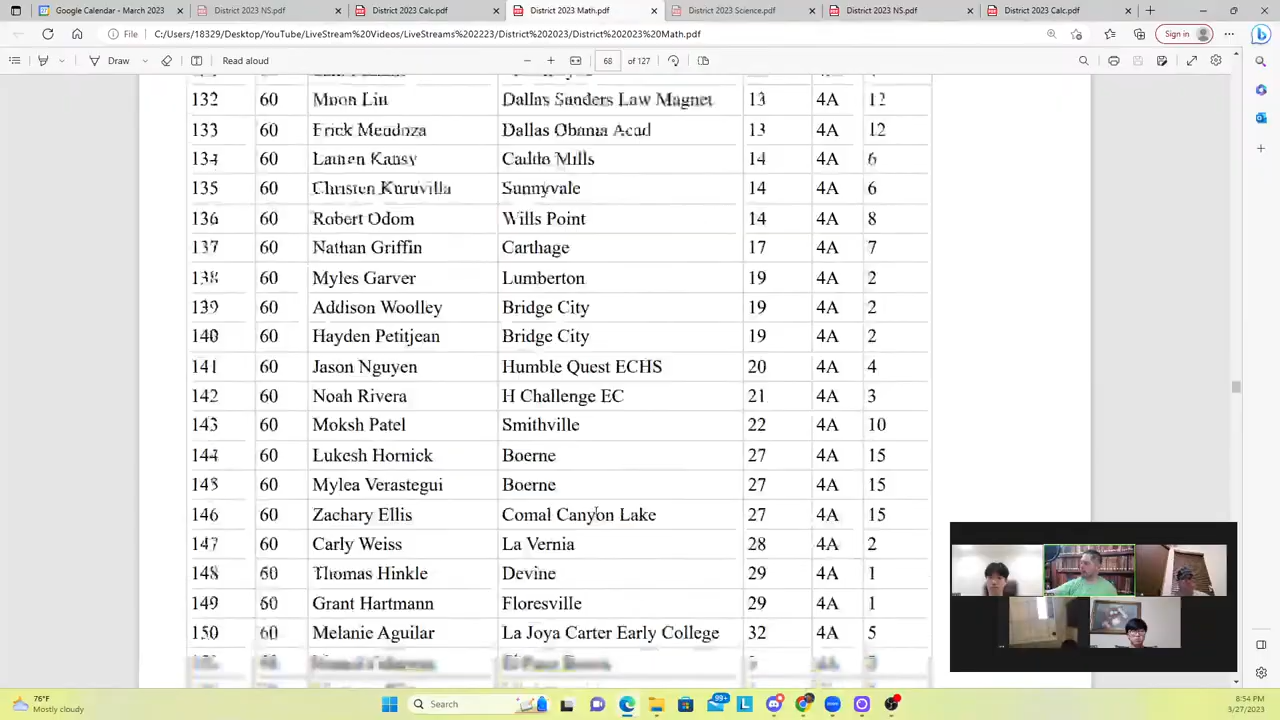 Google Calendar - March 2023
District 2023 NS.pdf
District 2023 Calc.pdf
District 2023 Math.pdf
District 2023 Science.pdf
District 2023 NS.pdf
District 2023 Calc.pdf
File C:/Users/18329/Desktop/YouTube/LiveStream%20Videos/LiveStreams%202223/District%202023/District%202023%20Math.pdf
Sign in
Draw
Read aloud
68 of 127
132 60 Moon Liu Dallas Sanders Law Magnet 13 4A 12
133 60 Erick Mendoza Dallas Obama Acad 13 4A 12
134 60 Kansy Caddo Mills 14 4A 6
135 60 Christen Kuruvilla Sunnyvale 14 4A 6
136 60 Robert Odom Wills Point 14 4A 8
137 60 Nathan Griffin Carthage 17 4A 7
138 60 Myles Garver Lumberton 19 4A 2
139 60 Addison Woolley Bridge City 19 4A 2
140 60 Hayden Petitjean Bridge City 19 4A 2
141 60 Jason Nguyen Humble Quest ECHS 20 4A 4
142 60 Noah Rivera H Challenge EC 21 4A 3
143 60 Moksh Patel Smithville 22 4A 10
144 60 Lukesh Hornick Boerne 27 4A 15
145 60 Mylea Verastegui Boerne 27 4A 15
146 60 Zachary Ellis Comal Canyon Lake 27 4A 15
147 60 Carly Weiss La Vernia 28 4A 2
148 60 Thomas Hinkle Devine 29 4A 1
149 60 Grant Hartmann Floresville 29 4A 1
150 60 Melanie Aguilar La Joya Carter Early College 32 4A 5
76°F
Mostly cloudy
Search
99+
8:54 PM
3/27/2023